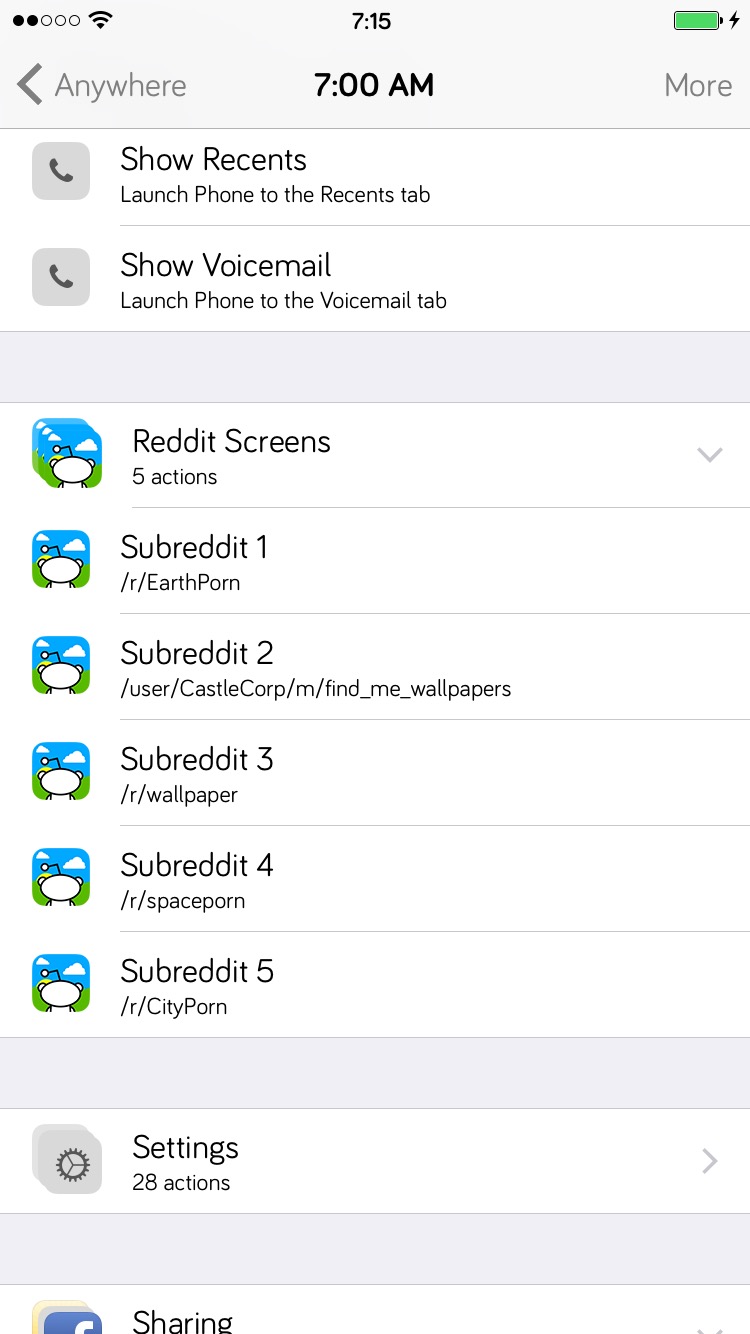 7:15
Anywhere
7:00 AM
More
Show Recents
Launch Phone to the Recents tab
Show Voicemail
Launch Phone to the Voicemail tab
Reddit Screens
5 actions
Subreddit 1
/r/EarthPorn
Subreddit 2
/user/CastleCorp/m/find_me_wallpapers
Subreddit 3
/r/wallpaper
Subreddit 4
/r/spaceporn
Subreddit 5
/r/CityPorn
Settings
28 actions
Sharing